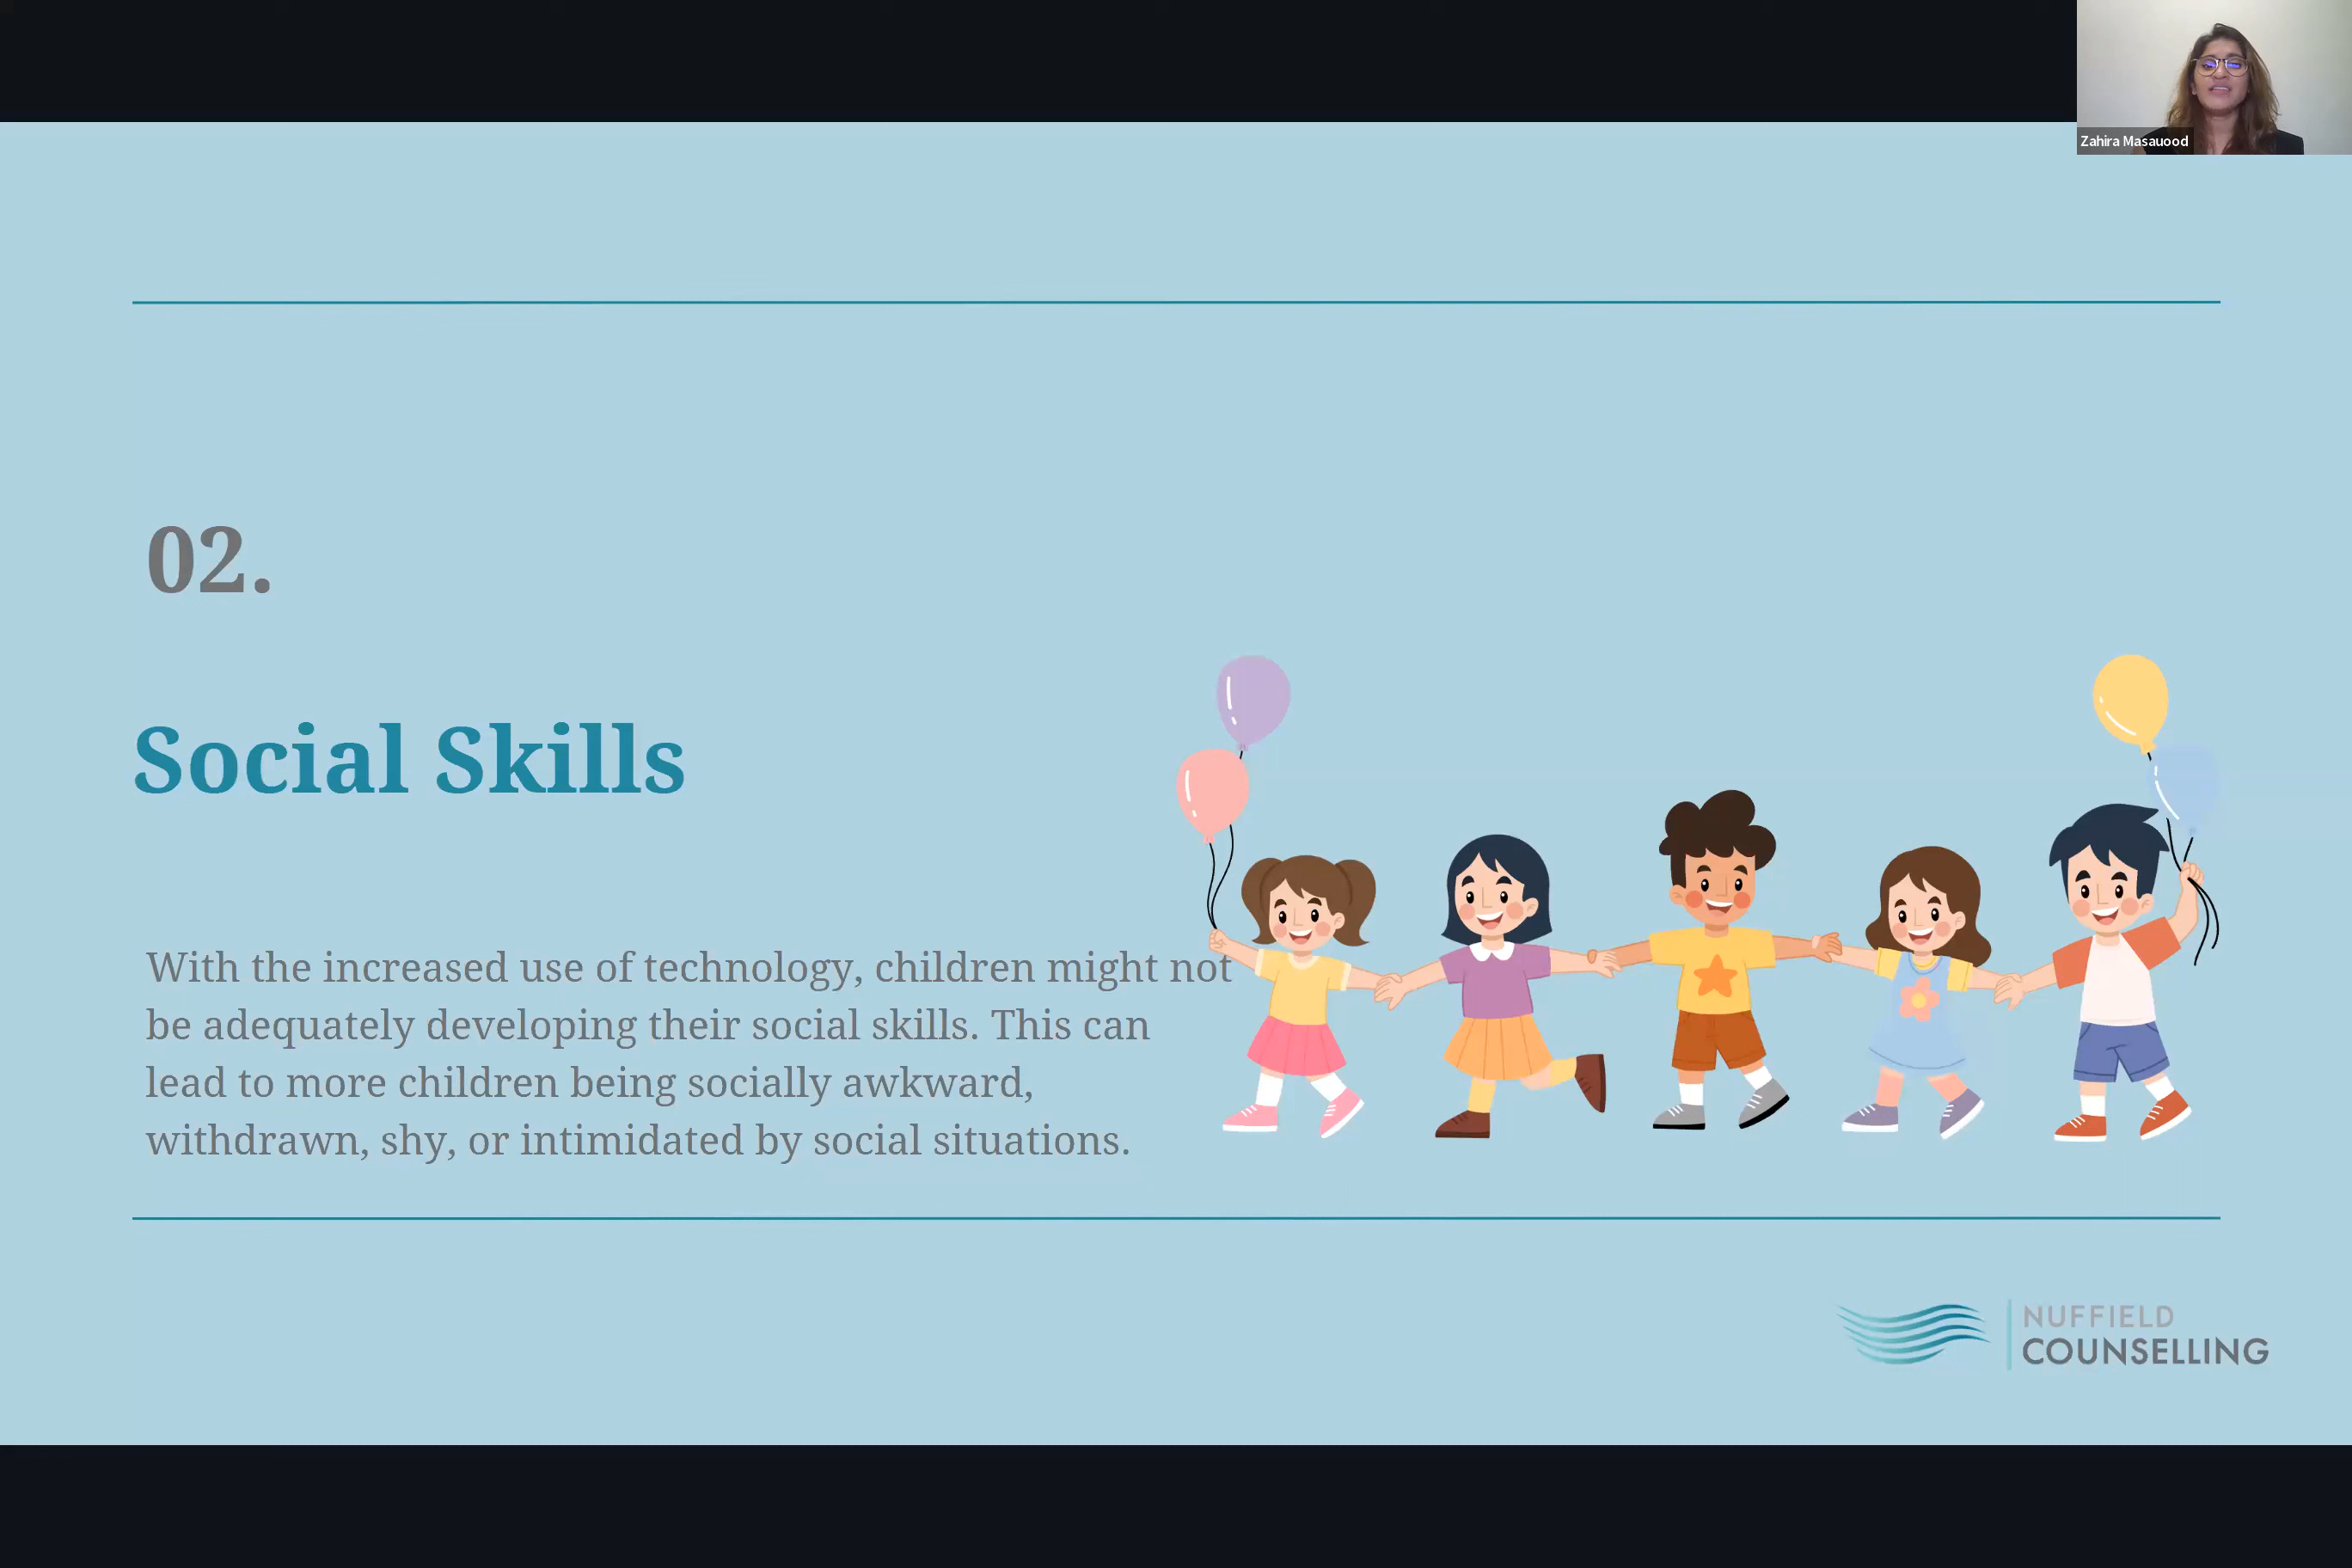 Zahira Masauood
02.
Social Skills
With the increased use of technology, children might not
be adequately developing their social skills. This can
lead to more children being socially awkward,
withdrawn, shy, or intimidated by social situations.
NUFFIELD
COUNSELLING